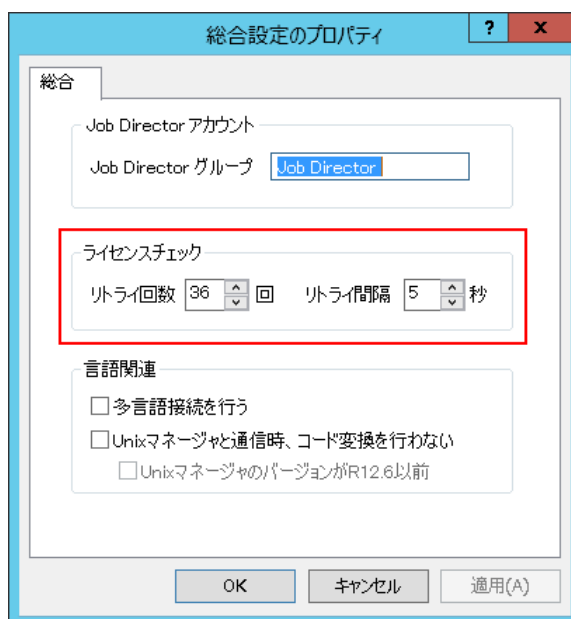 総合設定のプロパティ
? x
総合
Job Director アカウント
Job Director グループ Job Director
ライセンスチェック
リトライ回数 36 回 リトライ間隔 5 秒
言語関連
多言語接続を行う
Unixマネージャと通信時、コード変換を行わない
UnixマネージャのバージョンがR12.6以前
OK キャンセル 適用(A)